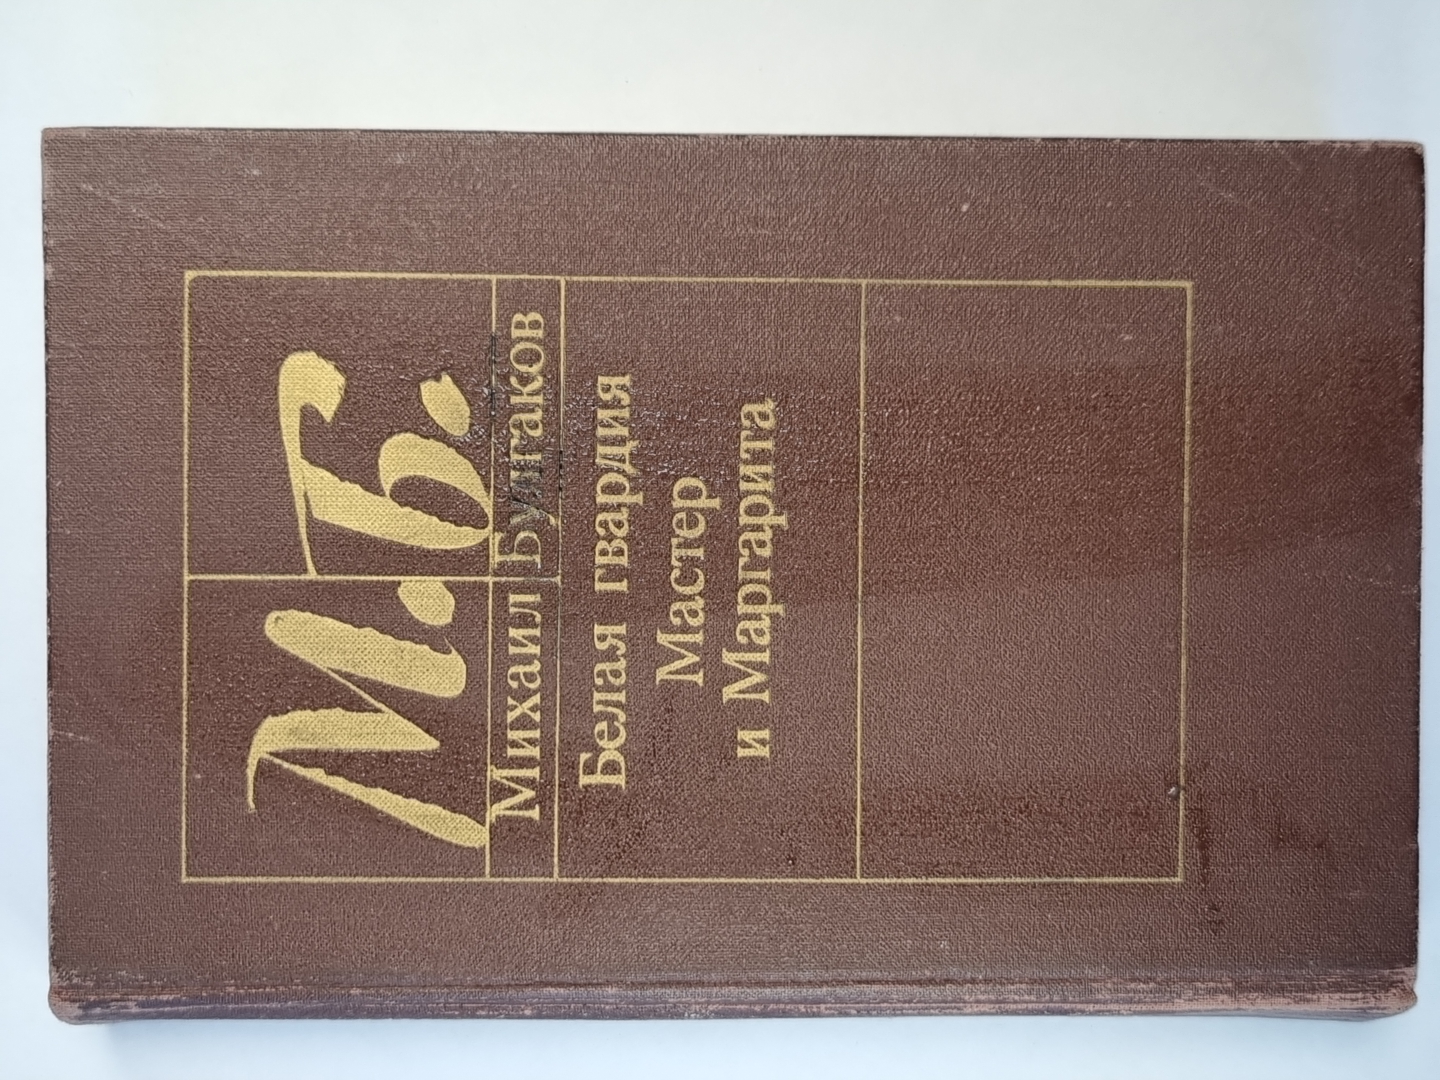 М.Б.
Михаил Булгаков
Белая гвардия
Мастер
и Маргарита